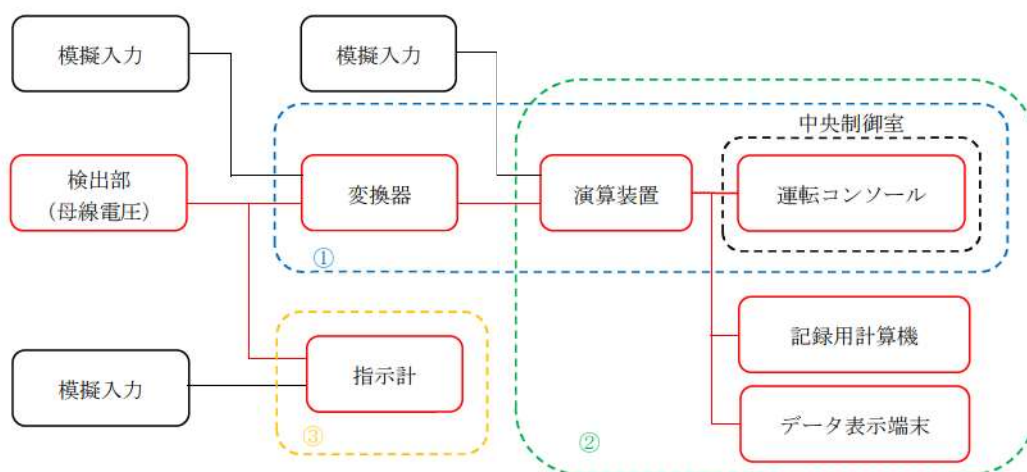 模擬入力
模擬入力
中央制御室
検出部
(母線電圧)
変換器
演算装置
運転コンソール
①
記録用計算機
指示計
模擬入力
データ表示端末
③
②